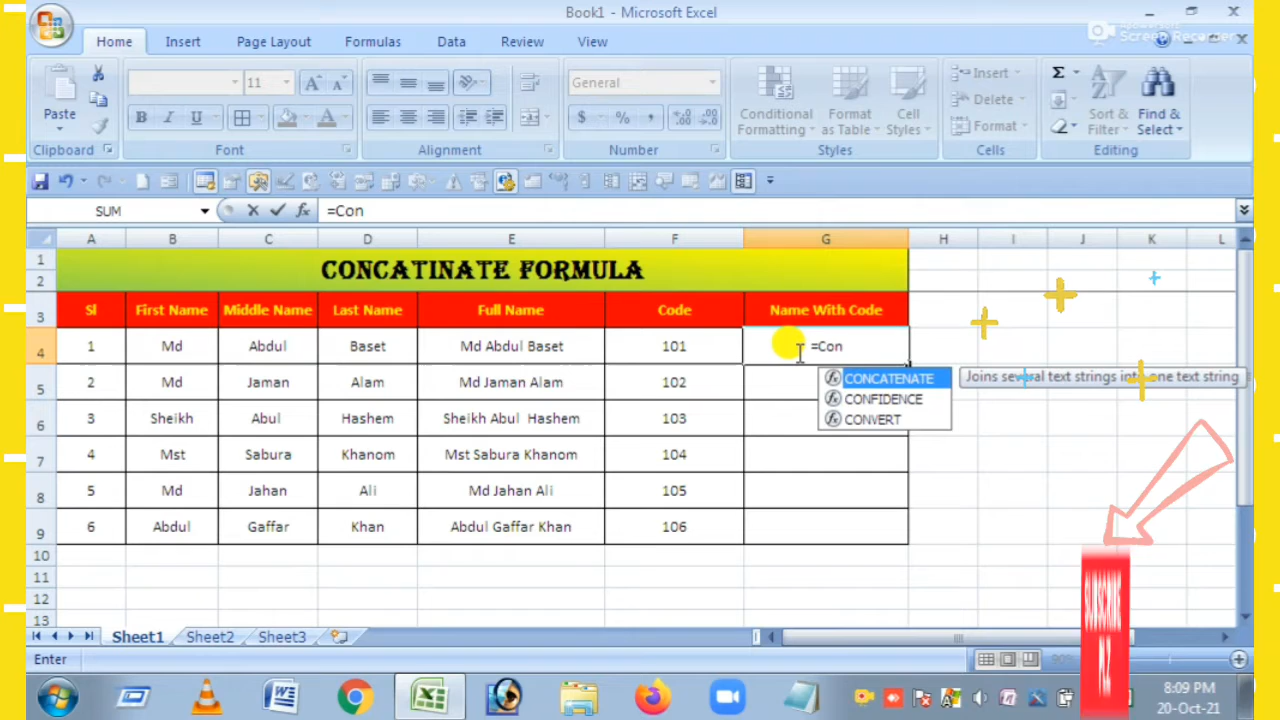 Book1 - Microsoft Excel
Screen Recorder
Home Insert Page Layout Formulas Data Review View
Paste 11 General Conditional Formatting Format as Table Cell Styles Insert Delete Format Sort & Filter Find & Select
B I U $ % ,
Clipboard Font Alignment Number Styles Cells Editing
SUM fx =Con
A B C D E F G H I J K L
1 CONCATINATE FORMULA
2
3 Sl First Name Middle Name Last Name Full Name Code Name With Code
4 1 Md Abdul Baset Md Abdul Baset 101 =Con
CONCATENATE Joins several text strings into one text string
5 2 Md Jaman Alam Md Jaman Alam 102
CONFIDENCE
CONVERT
6 3 Sheikh Abul Hashem Sheikh Abul Hashem 103
7 4 Mst Sabura Khanom Mst Sabura Khanom 104
8 5 Md Jahan Ali Md Jahan Ali 105
9 6 Abdul Gaffar Khan Abdul Gaffar Khan 106
10
11
12
13
SUBSCRIBE PLZ
Sheet1 Sheet2 Sheet3
Enter
8:09 PM
20-Oct-21